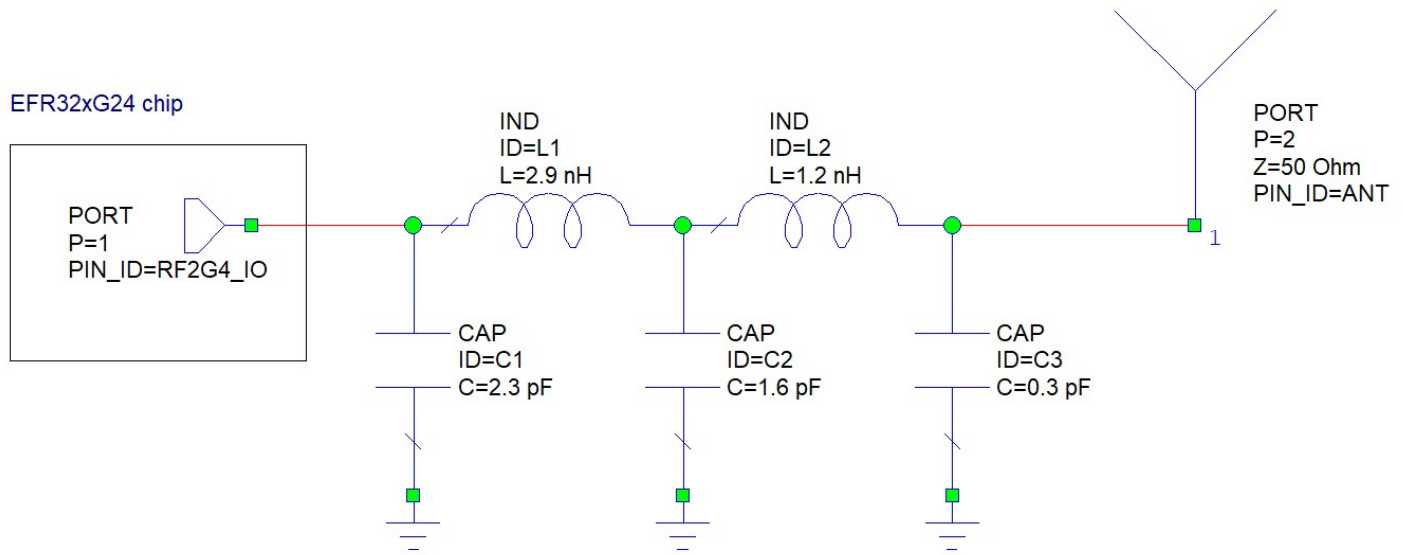 EFR32xG24 chip
PORT
P=1
PIN_ID=RF2G4_IO
IND
ID=L1
L=2.9 nH
IND
ID=L2
L=1.2 nH
PORT
P=2
Z=50 Ohm
PIN_ID=ANT
1
CAP
ID=C1
C=2.3 pF
CAP
ID=C2
C=1.6 pF
CAP
ID=C3
C=0.3 pF